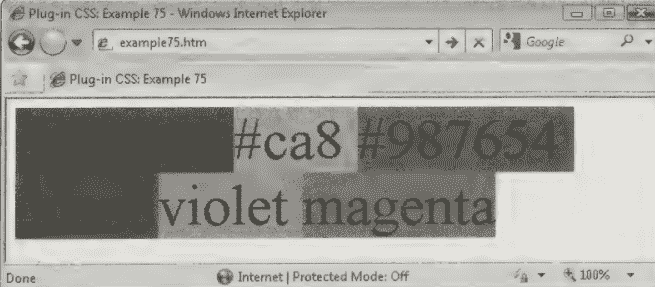 Plug-in CSS: Example 75 - Windows Internet Explorer
example75.htm
Google
Plug-in CSS: Example 75
#ca8 #987654
violet magenta
Done
Internet | Protected Mode: Off
100%